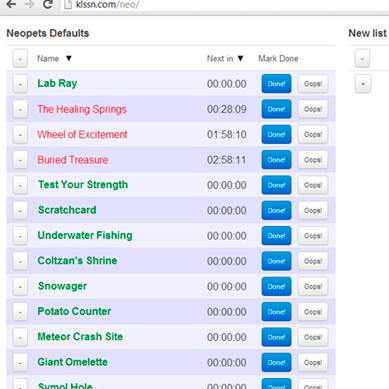 klssn.com/neo/
Neopets Defaults New list
- Name ▼ Next in ▼ Mark Done -
- Lab Ray 00:00:00 Done! Oops! +
- The Healing Springs 00:28:09 Done! Oops!
- Wheel of Excitement 01:58:10 Done! Oops!
- Buried Treasure 02:58:11 Done! Oops!
- Test Your Strength 00:00:00 Done! Oops!
- Scratchcard 00:00:00 Done! Oops!
- Underwater Fishing 00:00:00 Done! Oops!
- Coltzan's Shrine 00:00:00 Done! Oops!
- Snowager 00:00:00 Done! Oops!
- Potato Counter 00:00:00 Done! Oops!
- Meteor Crash Site 00:00:00 Done! Oops!
- Giant Omelette 00:00:00 Done! Oops!
- Symol Hole 00:00:00 Done! Oops!